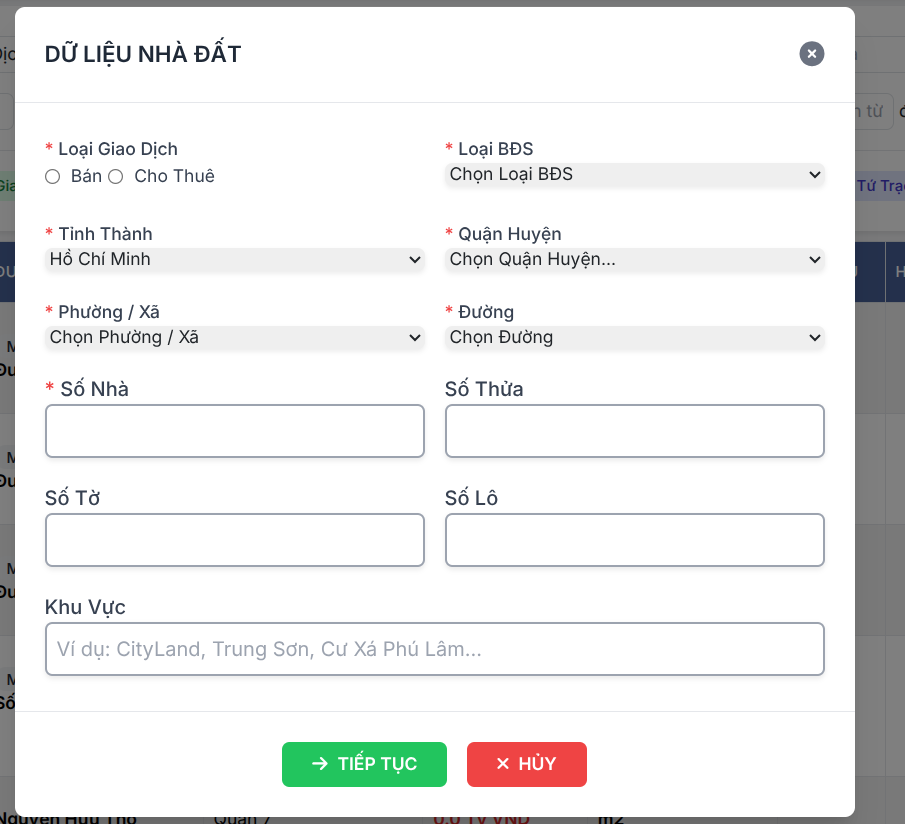 DỮ LIỆU NHÀ ĐẤT
* Loại Giao Dịch
* Loại BĐS
Bán Cho Thuê
Chọn Loại BĐS
* Tỉnh Thành
* Quận Huyện
Hồ Chí Minh
Chọn Quận Huyện...
* Phường / Xã
* Đường
Chọn Phường / Xã
Chọn Đường
* Số Nhà
Số Thửa
Số Tờ
Số Lô
Khu Vực
Ví dụ: CityLand, Trung Sơn, Cư Xá Phú Lâm...
TIẾP TỤC
HỦY